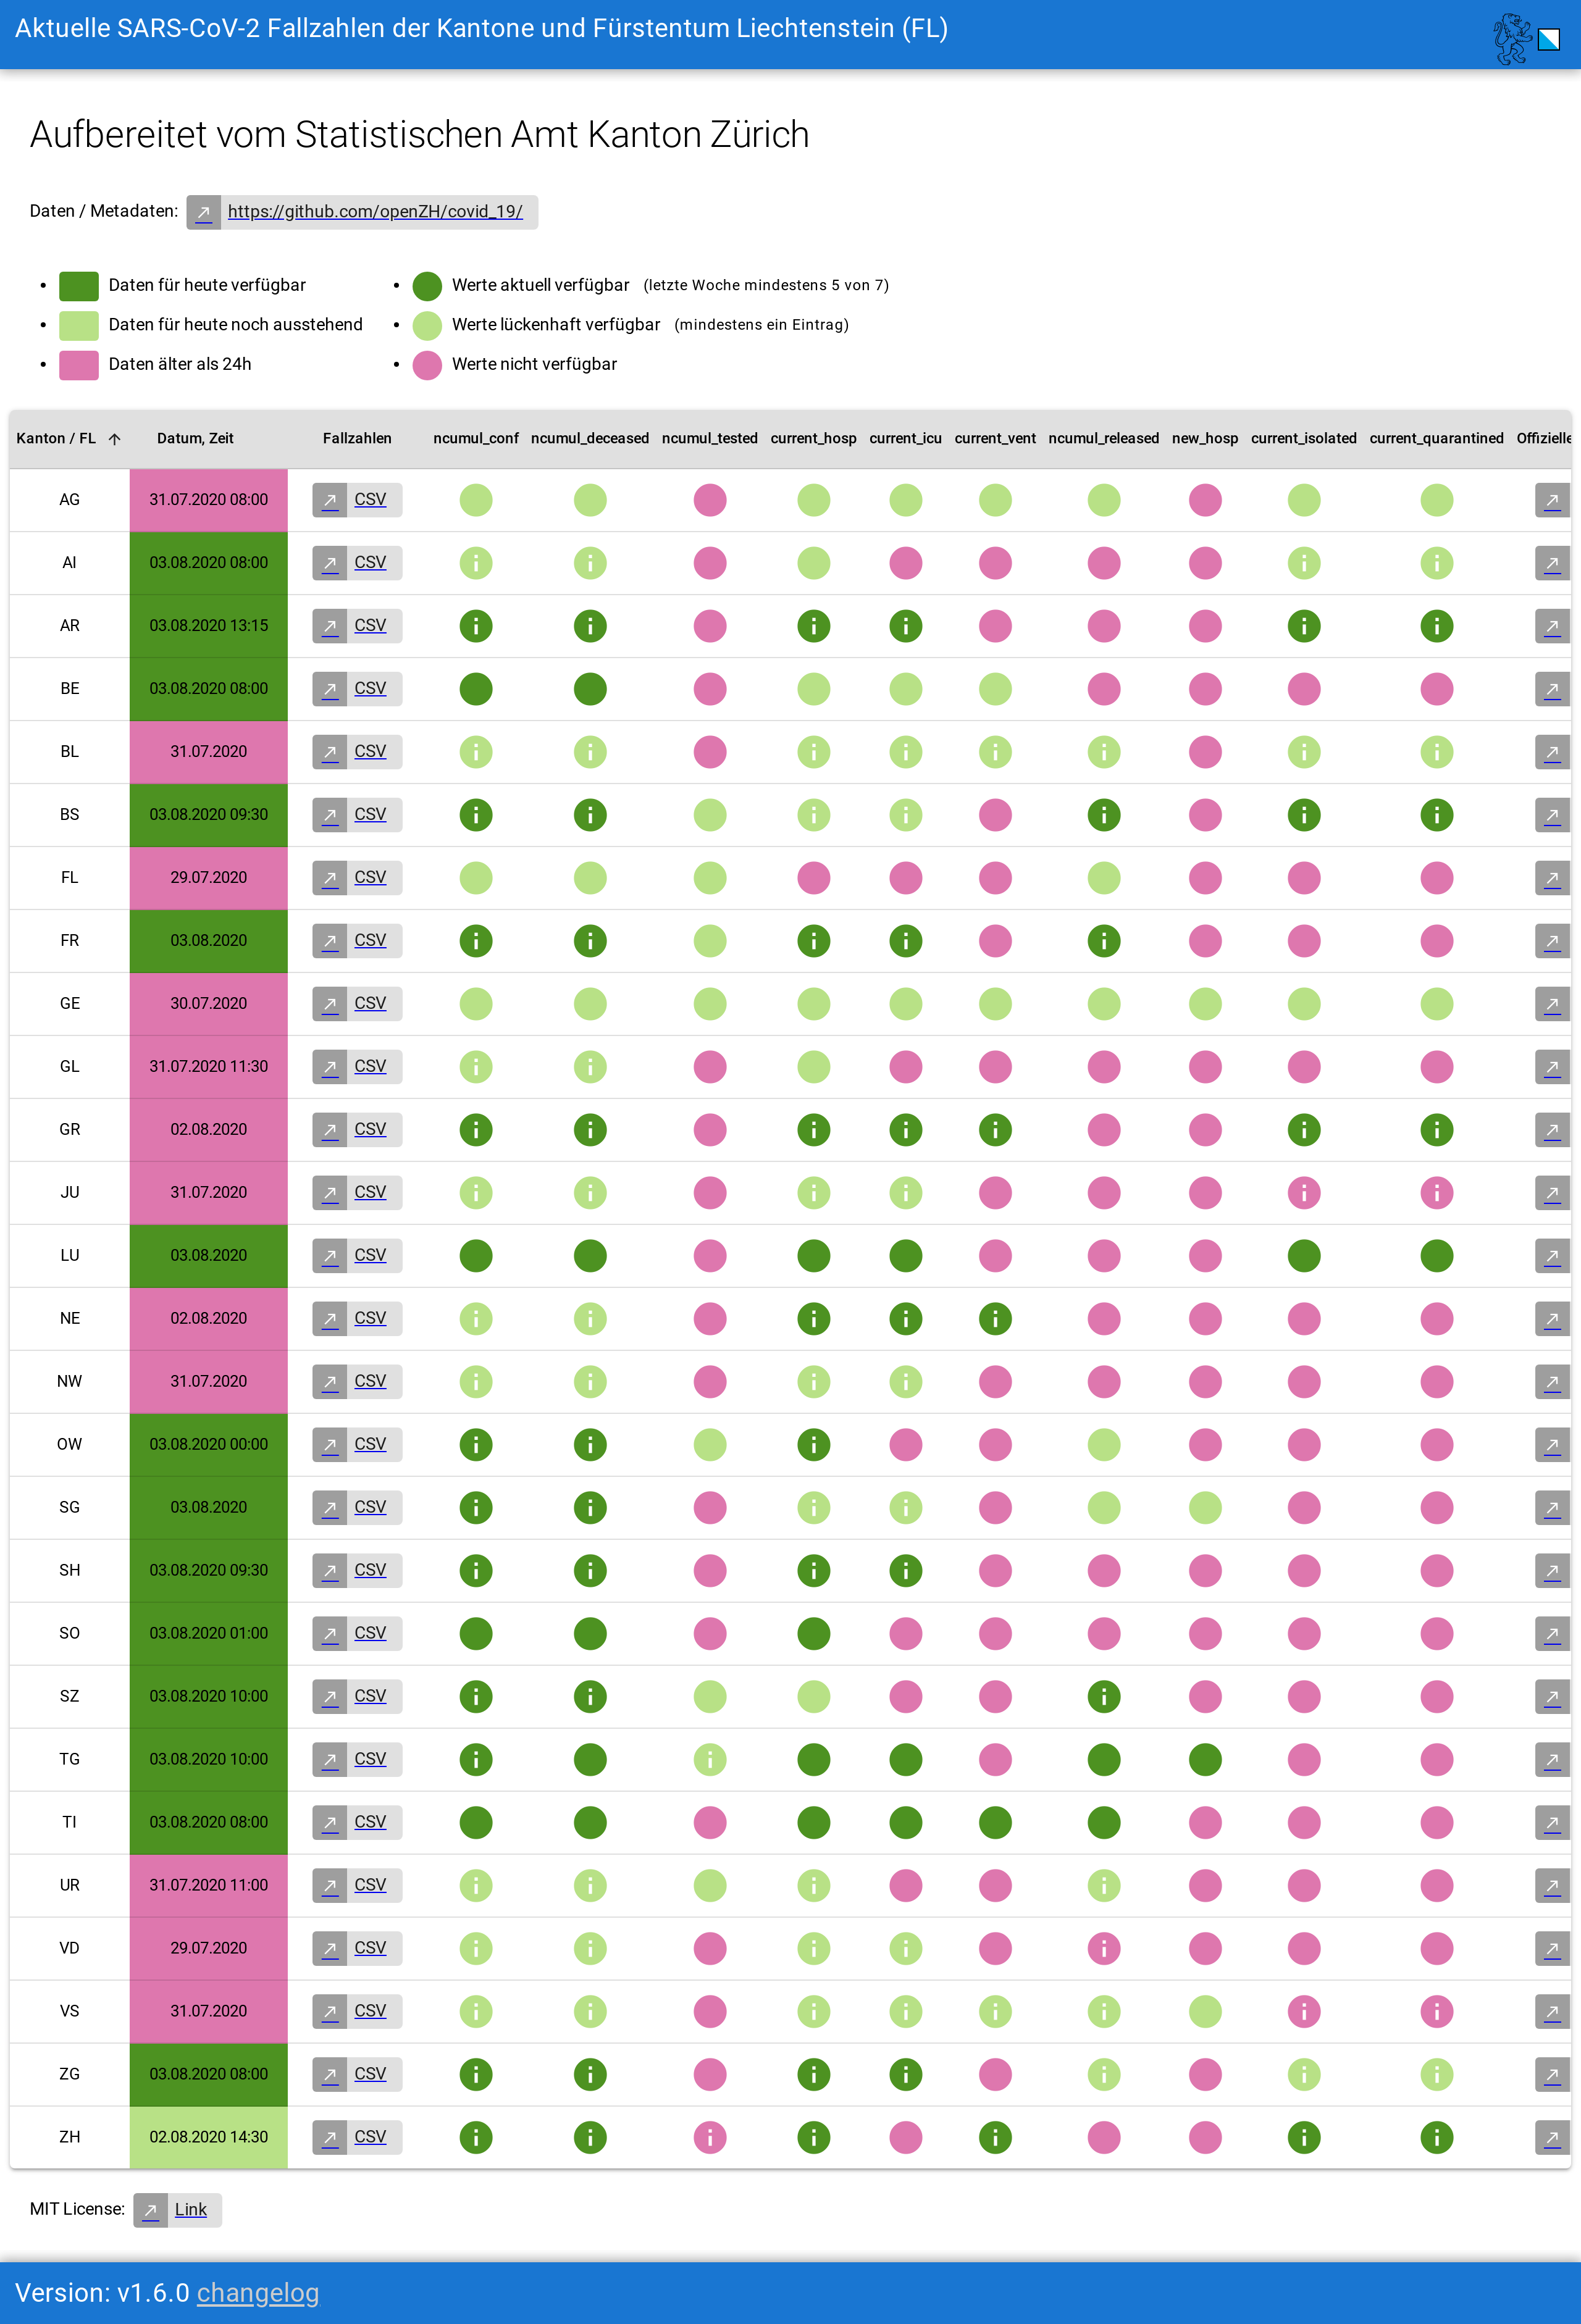 Aktuelle SARS-CoV-2 Fallzahlen der Kantone und Fürstentum Liechtenstein (FL)
Aufbereitet vom Statistischen Amt Kanton Zürich
Daten / Metadaten: https://github.com/openZH/covid_19/
Daten für heute verfügbar
Daten für heute noch ausstehend
Daten älter als 24h
Werte aktuell verfügbar (letzte Woche mindestens 5 von 7)
Werte lückenhaft verfügbar (mindestens ein Eintrag)
Werte nicht verfügbar
Kanton / FL Datum, Zeit Fallzahlen ncumul_conf ncumul_deceased ncumul_tested current_hosp current_icu current_vent ncumul_released new_hosp current_isolated current_quarantined Offizielle
AG 31.07.2020 08:00 CSV
AI 03.08.2020 08:00 CSV
AR 03.08.2020 13:15 CSV
BE 03.08.2020 08:00 CSV
BL 31.07.2020 CSV
BS 03.08.2020 09:30 CSV
FL 29.07.2020 CSV
FR 03.08.2020 CSV
GE 30.07.2020 CSV
GL 31.07.2020 11:30 CSV
GR 02.08.2020 CSV
JU 31.07.2020 CSV
LU 03.08.2020 CSV
NE 02.08.2020 CSV
NW 31.07.2020 CSV
OW 03.08.2020 00:00 CSV
SG 03.08.2020 CSV
SH 03.08.2020 09:30 CSV
SO 03.08.2020 01:00 CSV
SZ 03.08.2020 10:00 CSV
TG 03.08.2020 10:00 CSV
TI 03.08.2020 08:00 CSV
UR 31.07.2020 11:00 CSV
VD 29.07.2020 CSV
VS 31.07.2020 CSV
ZG 03.08.2020 08:00 CSV
ZH 02.08.2020 14:30 CSV
MIT License: Link
Version: v1.6.0 changelog